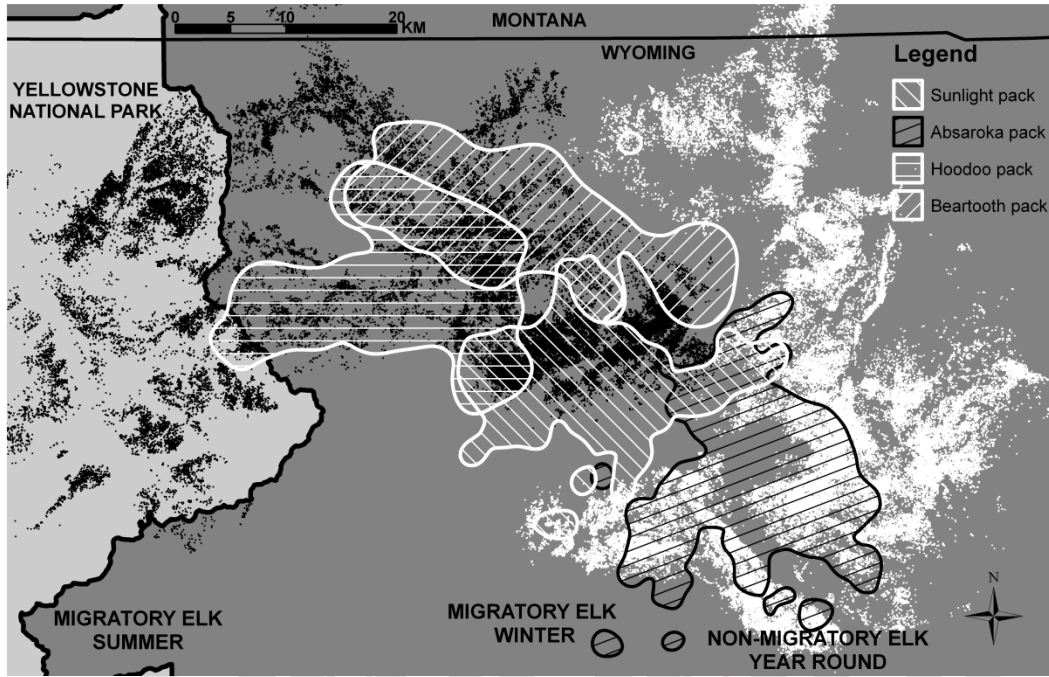 0 5 10 20
KM
MONTANA
WYOMING
YELLOWSTONE
NATIONAL PARK
Legend
Sunlight pack
Absaroka pack
Hoodoo pack
Beartooth pack
MIGRATORY ELK
SUMMER
MIGRATORY ELK
WINTER
NON-MIGRATORY ELK
YEAR ROUND
N